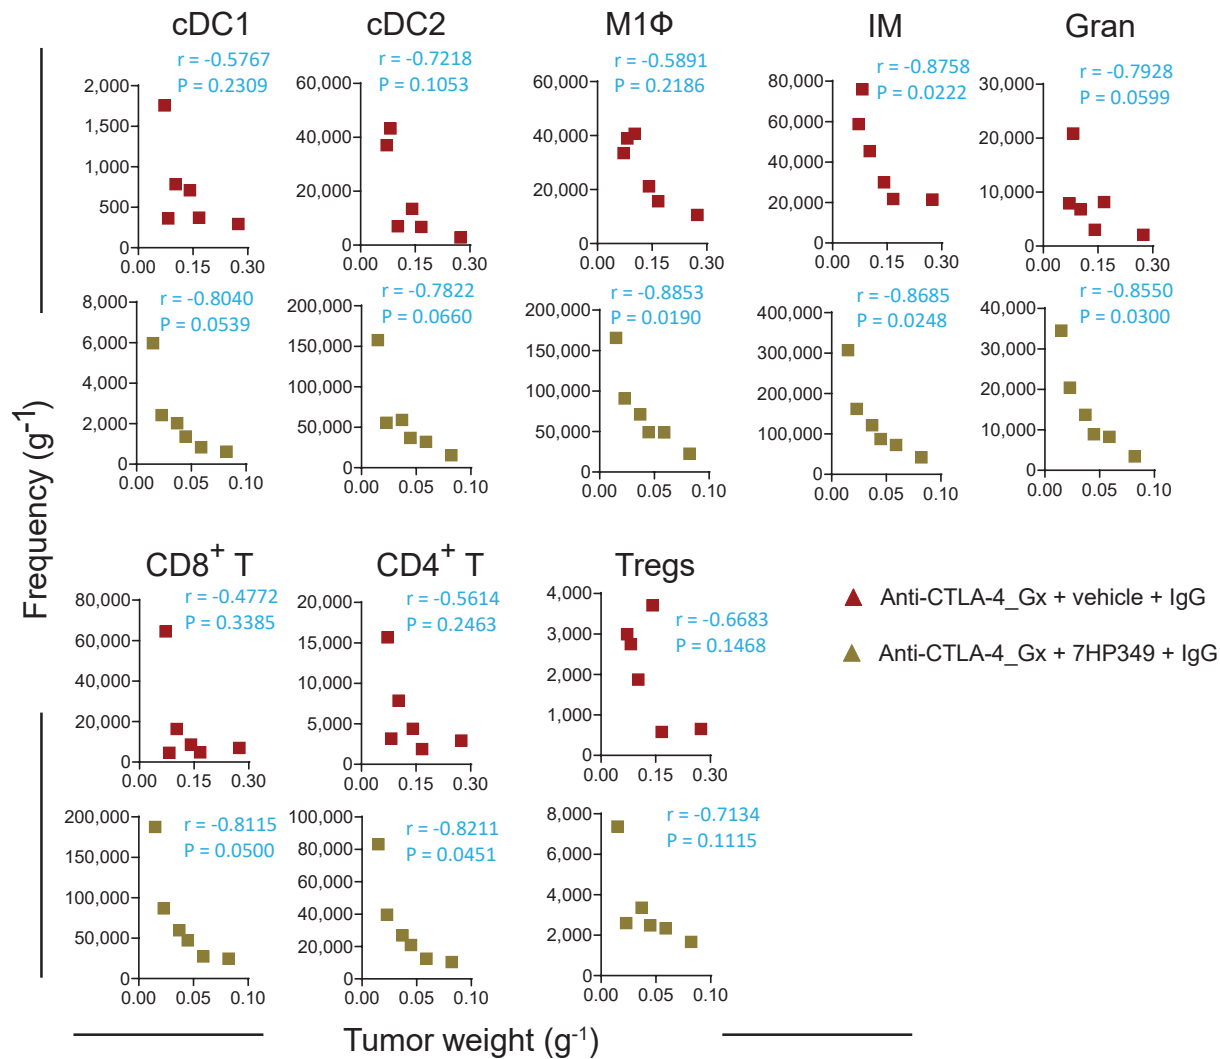 cDC1
cDC2
M1Φ
IM
Gran
r = -0.5767
P = 0.2309
2,000
1,500
1,000
500
0
0.00 0.15 0.30
r = -0.7218
P = 0.1053
60,000
40,000
20,000
0
0.00 0.15 0.30
r = -0.5891
P = 0.2186
60,000
40,000
20,000
0
0.00 0.15 0.30
r = -0.8758
P = 0.0222
80,000
60,000
40,000
20,000
0
0.00 0.15 0.30
r = -0.7928
P = 0.0599
30,000
20,000
10,000
0
0.00 0.15 0.30
r = -0.8040
P = 0.0539
8,000
6,000
4,000
2,000
0
0.00 0.05 0.10
r = -0.7822
P = 0.0660
200,000
150,000
100,000
50,000
0
0.00 0.05 0.10
r = -0.8853
P = 0.0190
200,000
150,000
100,000
50,000
0
0.00 0.05 0.10
r = -0.8685
P = 0.0248
400,000
300,000
200,000
100,000
0
0.00 0.05 0.10
r = -0.8550
P = 0.0300
40,000
30,000
20,000
10,000
0
0.00 0.05 0.10
Frequency (g⁻¹)
CD8⁺ T
CD4⁺ T
Tregs
r = -0.4772
P = 0.3385
80,000
60,000
40,000
20,000
0
0.00 0.15 0.30
r = -0.5614
P = 0.2463
20,000
15,000
10,000
5,000
0
0.00 0.15 0.30
r = -0.6683
P = 0.1468
4,000
3,000
2,000
1,000
0
0.00 0.15 0.30
Anti-CTLA-4_Gx + vehicle + IgG
Anti-CTLA-4_Gx + 7HP349 + IgG
r = -0.8115
P = 0.0500
200,000
150,000
100,000
50,000
0
0.00 0.05 0.10
r = -0.8211
P = 0.0451
100,000
80,000
60,000
40,000
20,000
0
0.00 0.05 0.10
r = -0.7134
P = 0.1115
8,000
6,000
4,000
2,000
0
0.00 0.05 0.10
Tumor weight (g⁻¹)